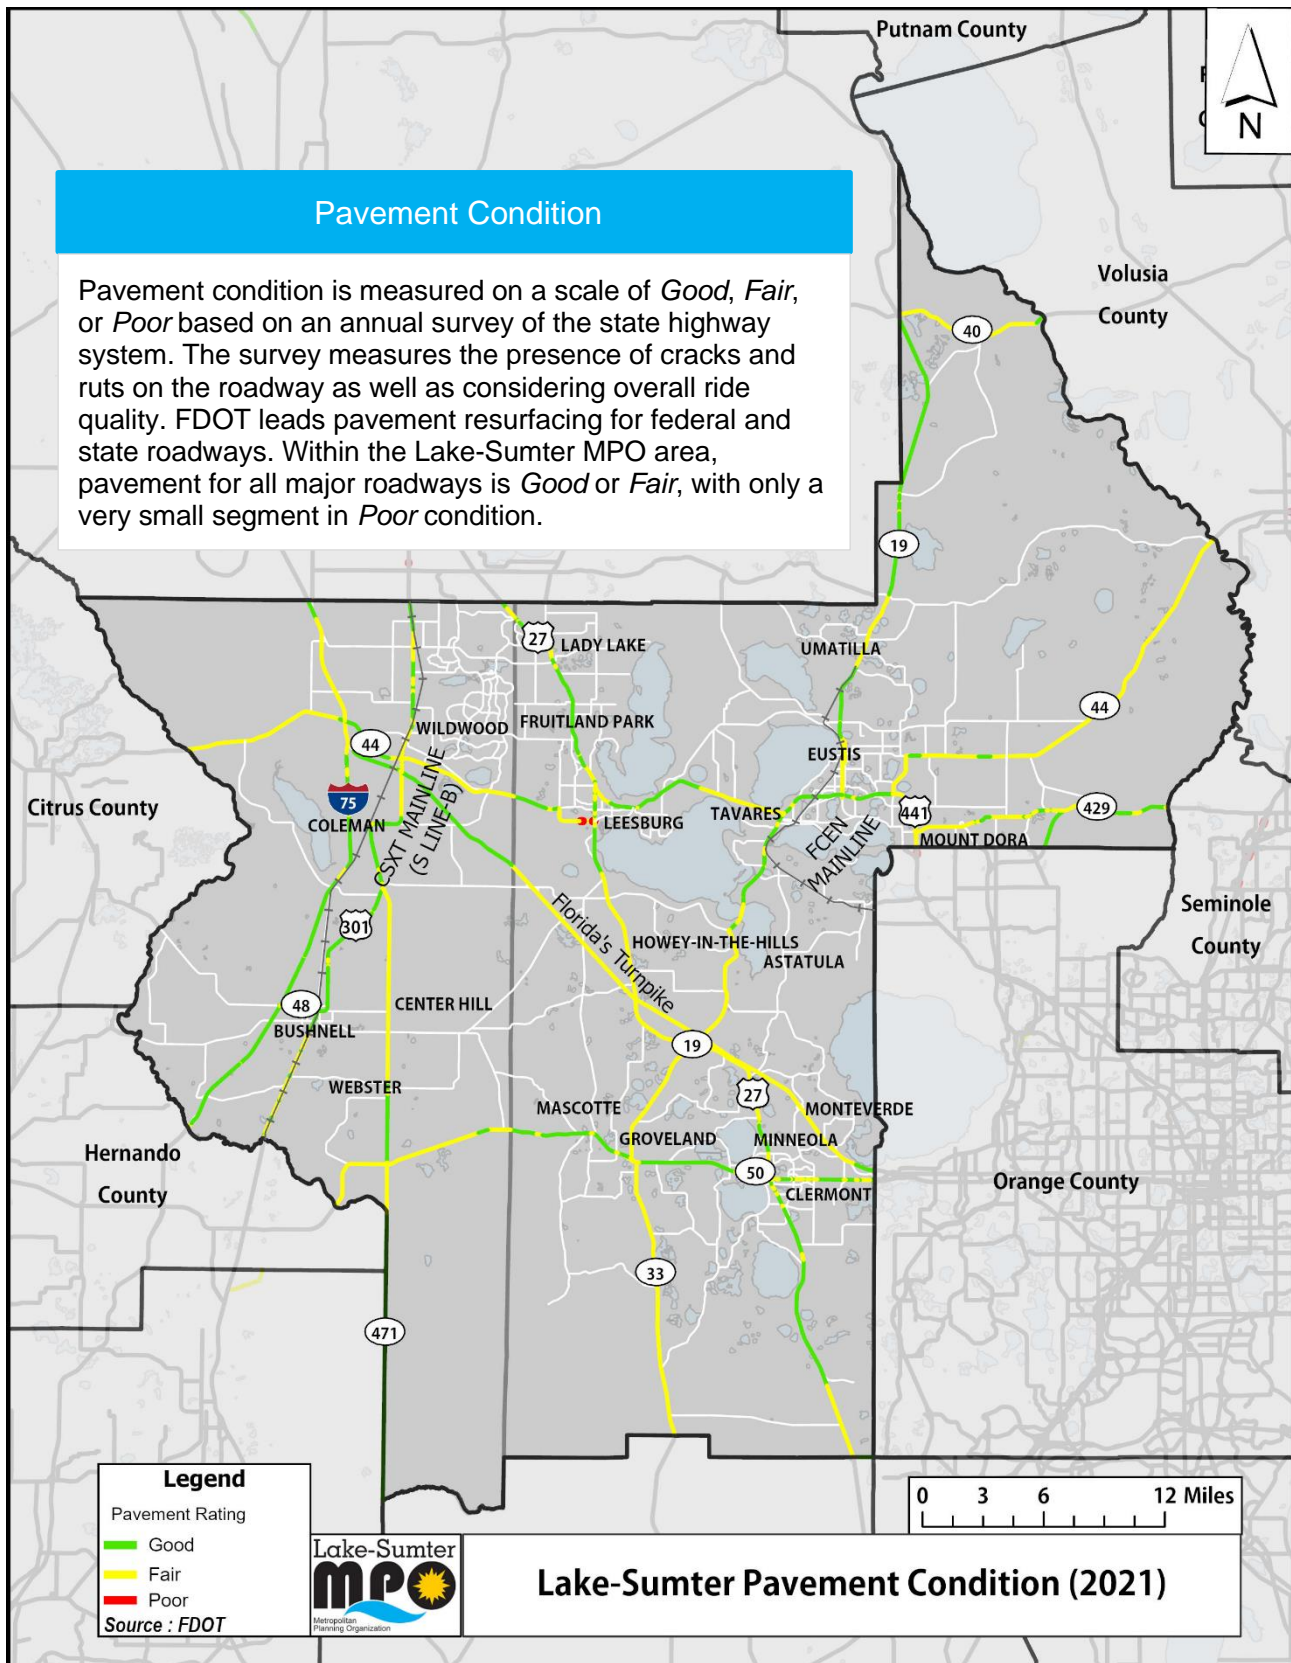 Putnam County
N
Pavement Condition
Pavement condition is measured on a scale of Good, Fair,
or Poor based on an annual survey of the state highway
system. The survey measures the presence of cracks and
ruts on the roadway as well as considering overall ride
quality. FDOT leads pavement resurfacing for federal and
state roadways. Within the Lake-Sumter MPO area,
pavement for all major roadways is Good or Fair, with only a
very small segment in Poor condition.
Volusia
County
40
19
27
LADY LAKE
UMATILLA
44
WILDWOOD
FRUITLAND PARK
44
EUSTIS
Citrus County
75
COLEMAN
CSXT MAINLINE
(S LINE-B)
LEESBURG
TAVARES
FCEN
MAINLINE
441
429
MOUNT DORA
301
Florida's Turnpike
HOWEY-IN-THE-HILLS
ASTATULA
Seminole
County
48
BUSHNELL
CENTER HILL
19
WEBSTER
27
MASCOTTE
MONTEVERDE
GROVELAND
MINNEOLA
Hernando
County
50
CLERMONT
Orange County
33
471
Legend
Pavement Rating
Good
Fair
Poor
Source : FDOT
Lake-Sumter
MPO
Metropolitan
Planning Organization
0 3 6 12 Miles
Lake-Sumter Pavement Condition (2021)